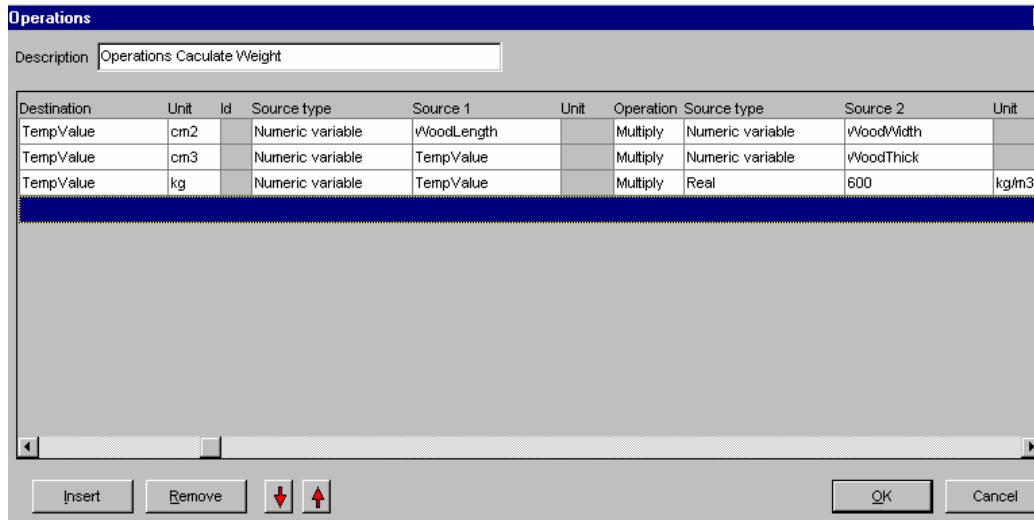 Operations
Description Operations Caculate Weight
Destination Unit Id Source type Source 1 Unit Operation Source type Source 2 Unit
TempValue cm2 Numeric variable WoodLength Multiply Numeric variable WoodWidth
TempValue cm3 Numeric variable TempValue Multiply Numeric variable WoodThick
TempValue kg Numeric variable TempValue Multiply Real 600 kg/m3
Insert Remove OK Cancel